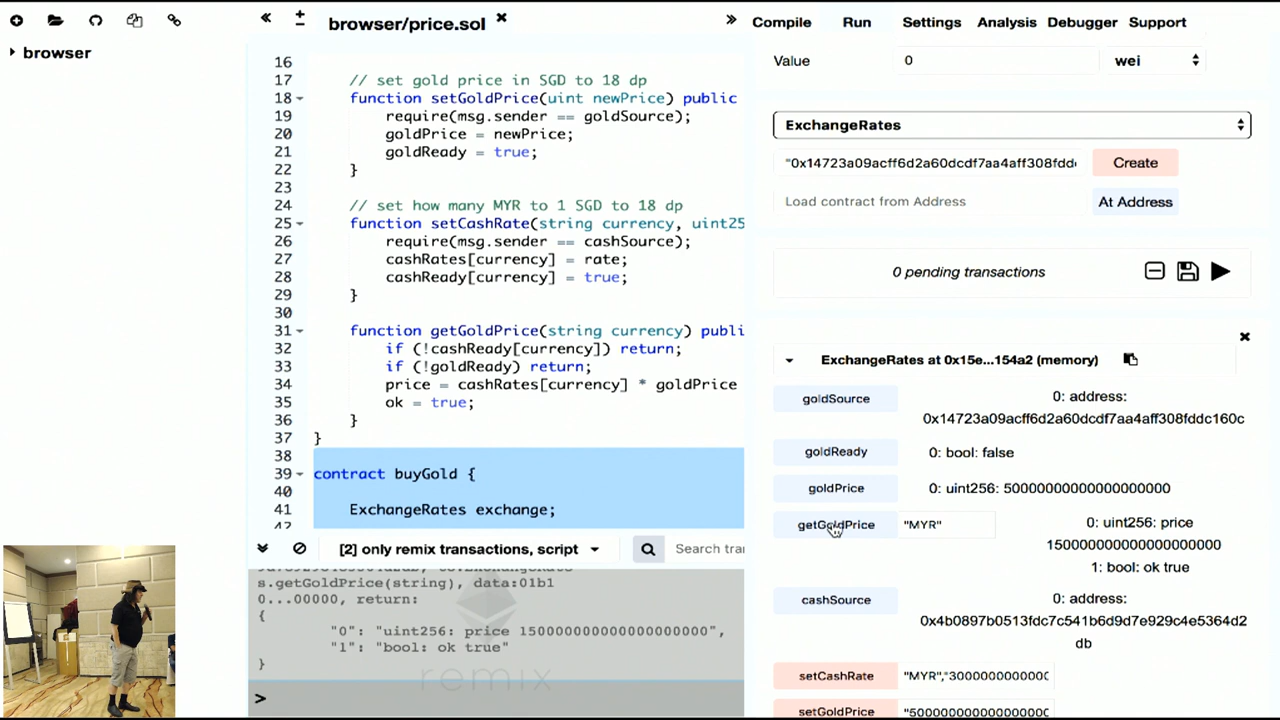 browser/price.sol
Compile
Run
Settings
Analysis
Debugger
Support
browser
Value
0
wei
ExchangeRates
"0x14723a09acff6d2a60dcdf7aa4aff308fddc
Create
Load contract from Address
At Address
0 pending transactions
16
17 // set gold price in SGD to 18 dp
18 function setGoldPrice(uint newPrice) public
19 require(msg.sender == goldSource);
20 goldPrice = newPrice;
21 goldReady = true;
22 }
23
24 // set how many MYR to 1 SGD to 18 dp
25 function setCashRate(string currency, uint25
26 require(msg.sender == cashSource);
27 cashRates[currency] = rate;
28 cashReady[currency] = true;
29 }
30
31 function getGoldPrice(string currency) publi
32 if (!cashReady[currency]) return;
33 if (!goldReady) return;
34 price = cashRates[currency] * goldPrice
35 ok = true;
36 }
37 }
38
39 contract buyGold {
40
41 ExchangeRates exchange;
42
ExchangeRates at 0x15e...154a2 (memory)
goldSource
0: address:
0x14723a09acff6d2a60dcdf7aa4aff308fddc160c
goldReady
0: bool: false
goldPrice
0: uint256: 50000000000000000000
getGoldPrice
"MYR"
0: uint256: price
150000000000000000000
1: bool: ok true
cashSource
0: address:
0x4b0897b0513fdc7c541b6d9d7e929c4e5364d2
db
setCashRate
"MYR","3000000000000
setGoldPrice
"500000000000000000
[2] only remix transactions, script
Search tran
s.getGoldPrice(string), data:01b1
0...00000, return:
{
"0": "uint256: price 150000000000000000000",
"1": "bool: ok true"
}
remix
>